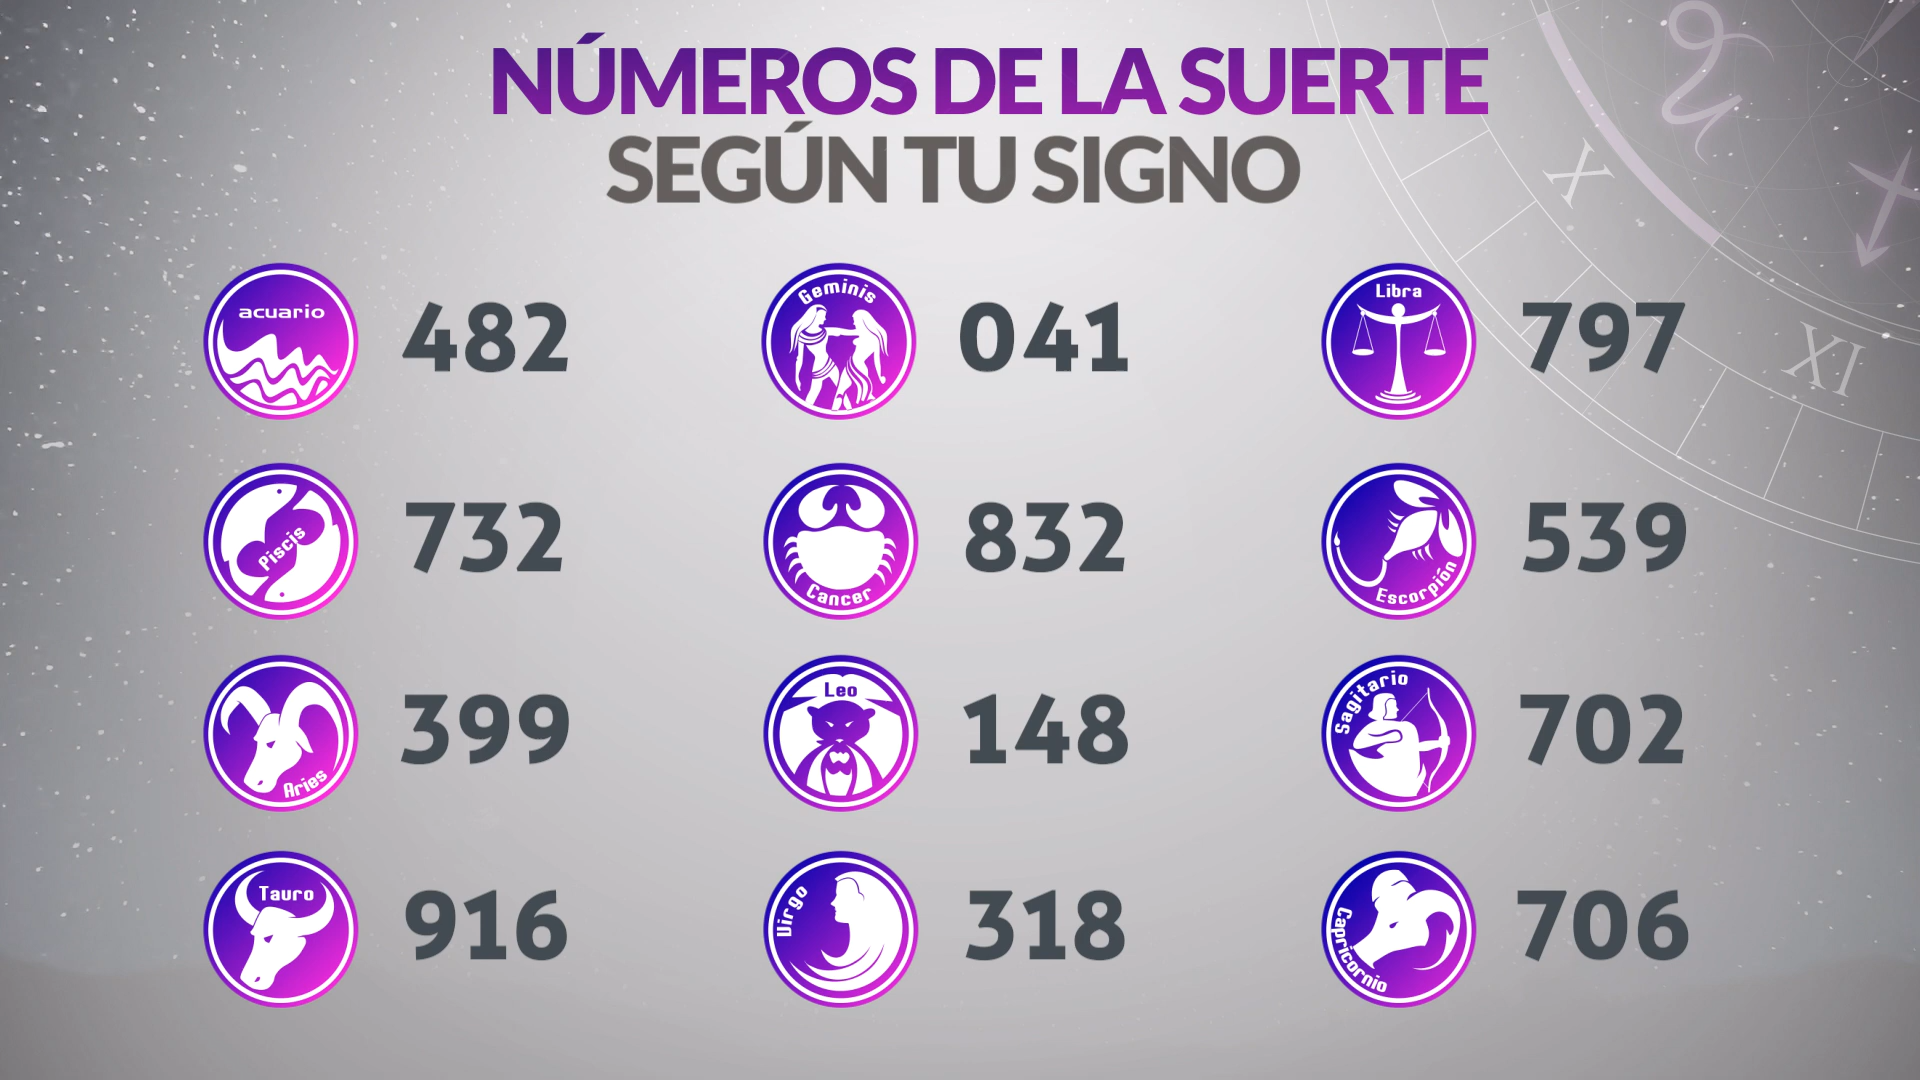 NÚMEROS DE LA SUERTE
SEGÚN TU SIGNO
X
XI
acuario 482
Geminis 041
Libra 797
Piscis 732
Cancer 832
Escorpión 539
Aries 399
Leo 148
Sagitario 702
Tauro 916
Virgo 318
Capricornio 706